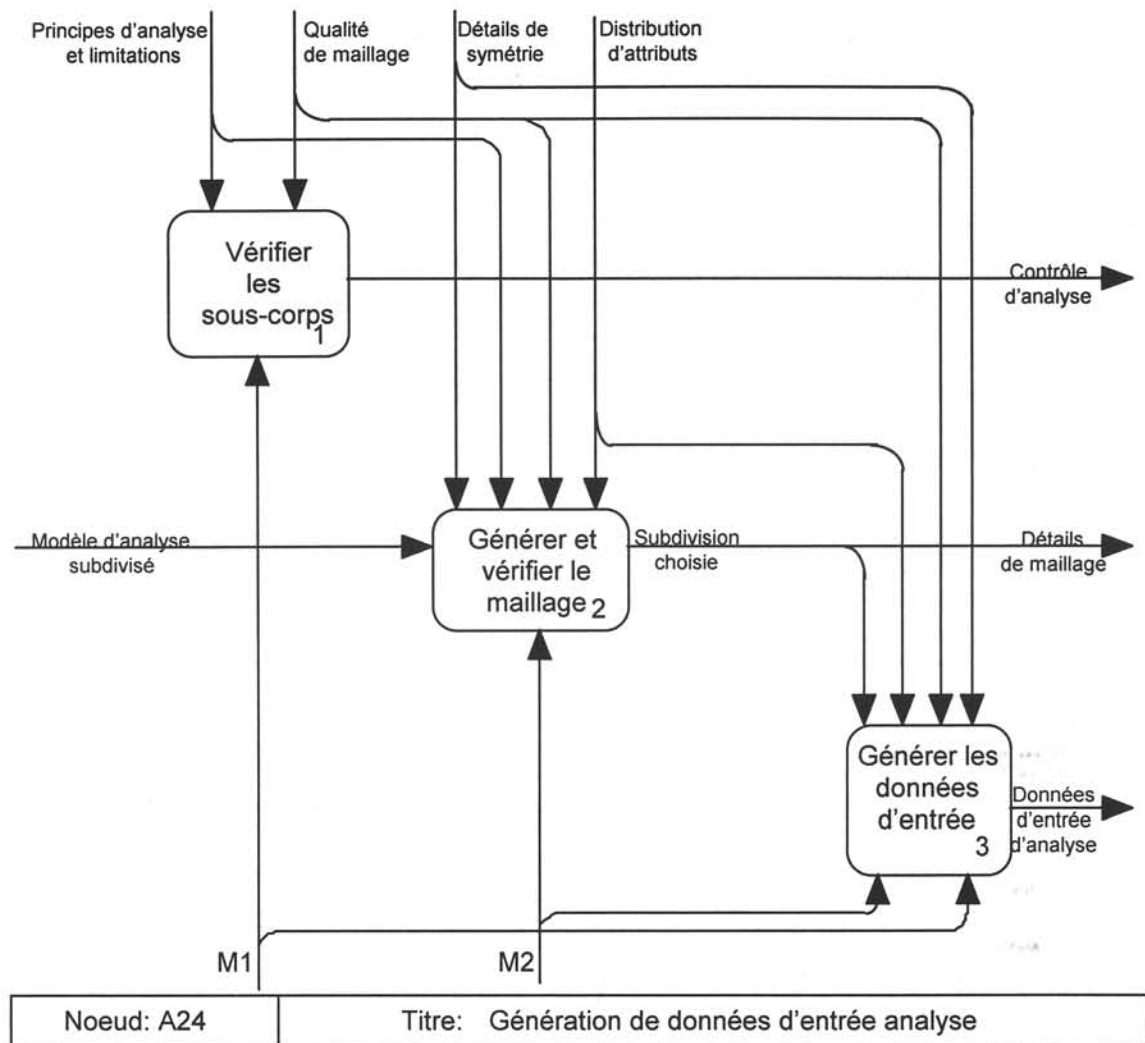 Principes d'analyse
et limitations
Qualité
de maillage
Détails de
symétrie
Distribution
d'attributs
Vérifier
les
sous-corps
1
Contrôle
d'analyse
Modèle d'analyse
subdivisé
Générer et
vérifier le
maillage 2
Subdivision
choisie
Détails
de maillage
Générer les
données
d'entrée
3
Données
d'entrée
d'analyse
M1
M2
Noeud: A24
Titre: Génération de données d'entrée analyse